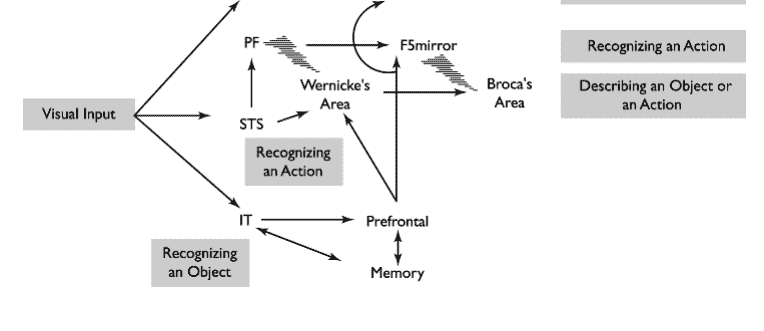 PF
F5mirror
Recognizing an Action
Wernicke's
Area
Broca's
Area
Describing an Object or
an Action
Visual Input
STS
Recognizing
an Action
IT
Prefrontal
Recognizing
an Object
Memory